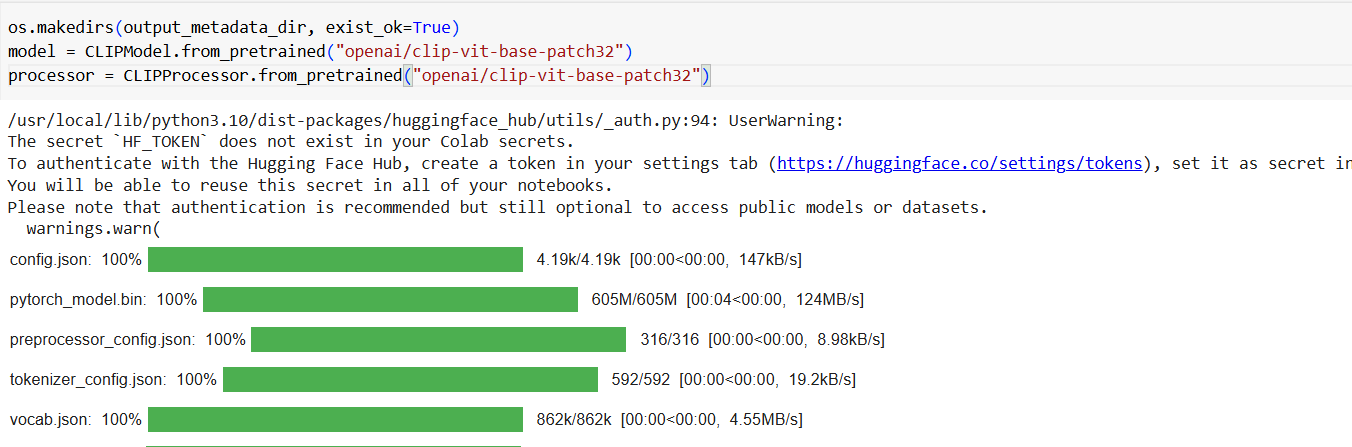 os.makedirs(output_metadata_dir, exist_ok=True)
model = CLIPModel.from_pretrained("openai/clip-vit-base-patch32")
processor = CLIPProcessor.from_pretrained("openai/clip-vit-base-patch32")
/usr/local/lib/python3.10/dist-packages/huggingface_hub/utils/_auth.py:94: UserWarning:
The secret `HF_TOKEN` does not exist in your Colab secrets.
To authenticate with the Hugging Face Hub, create a token in your settings tab (https://huggingface.co/settings/tokens), set it as secret in
You will be able to reuse this secret in all of your notebooks.
Please note that authentication is recommended but still optional to access public models or datasets.
  warnings.warn(
config.json: 100% 4.19k/4.19k [00:00<00:00, 147kB/s]
pytorch_model.bin: 100% 605M/605M [00:04<00:00, 124MB/s]
preprocessor_config.json: 100% 316/316 [00:00<00:00, 8.98kB/s]
tokenizer_config.json: 100% 592/592 [00:00<00:00, 19.2kB/s]
vocab.json: 100% 862k/862k [00:00<00:00, 4.55MB/s]